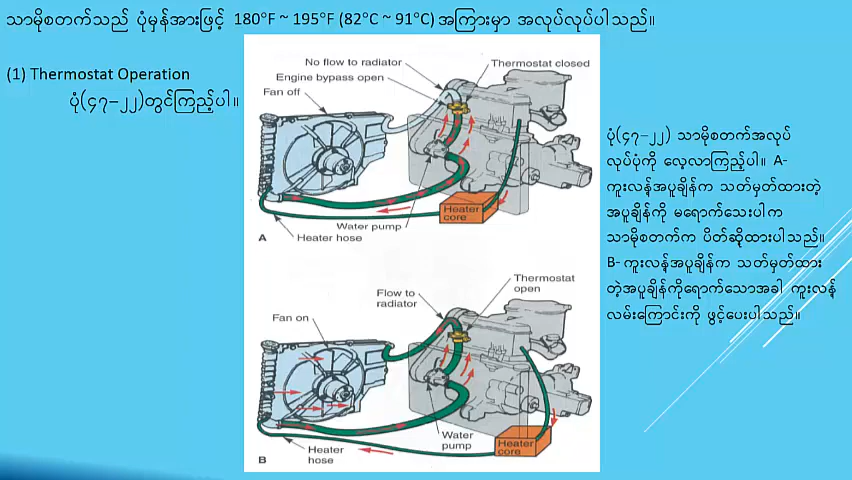 သာမိုစတက်သည် ပုံမှန်အားဖြင့် 180°F ~ 195°F (82°C ~ 91°C) အကြားမှာ အလုပ်လုပ်ပါသည်။
(1) Thermostat Operation
ပုံ(၄၇–၂၂)တွင်ကြည့်ပါ။
No flow to radiator
Thermostat closed
Engine bypass open
Fan off
Water pump
Heater core
A
Heater hose
Thermostat open
Flow to radiator
Fan on
Water pump
Heater core
Heater hose
B
ပုံ(၄၇–၂၂) သာမိုစတက်အလုပ်
လုပ်ပုံကို လေ့လာကြည့်ပါ။ A-
ကူးလန့်အပူချိန်က သတ်မှတ်ထားတဲ့
အပူချိန်ကို မရောက်သေးပါက
သာမိုစတက်က ပိတ်ဆို့ထားပါသည်။
B- ကူးလန့်အပူချိန်က သတ်မှတ်ထား
တဲ့အပူချိန်ကိုရောက်သောအခါ ကူးလန့်
လမ်းကြောင်းကို ဖွင့်ပေးပါသည်။